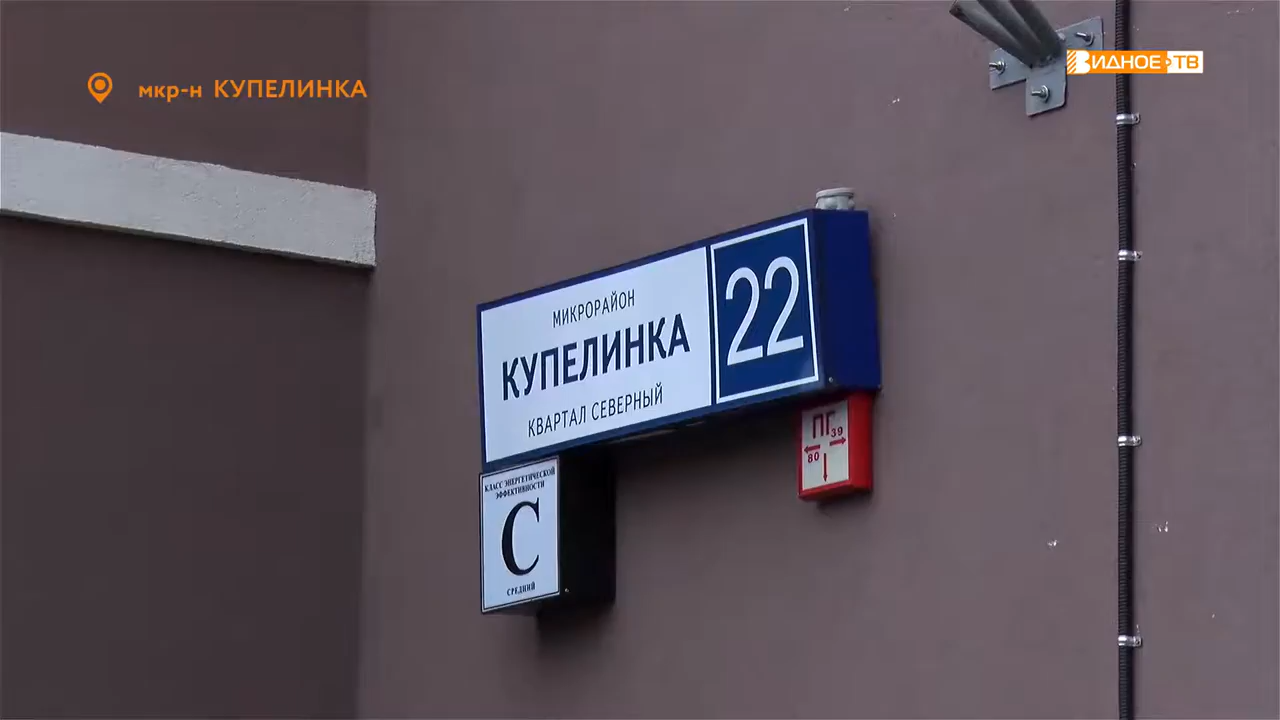 мкр-н КУПЕЛИНКА
ВИДНОЕ ТВ
МИКРОРАЙОН
КУПЕЛИНКА
КВАРТАЛ СЕВЕРНЫЙ
22
ПГ
39
80
КЛАСС ЭНЕРГЕТИЧЕСКОЙ
ЭФФЕКТИВНОСТИ
С
СРЕДНИЙ